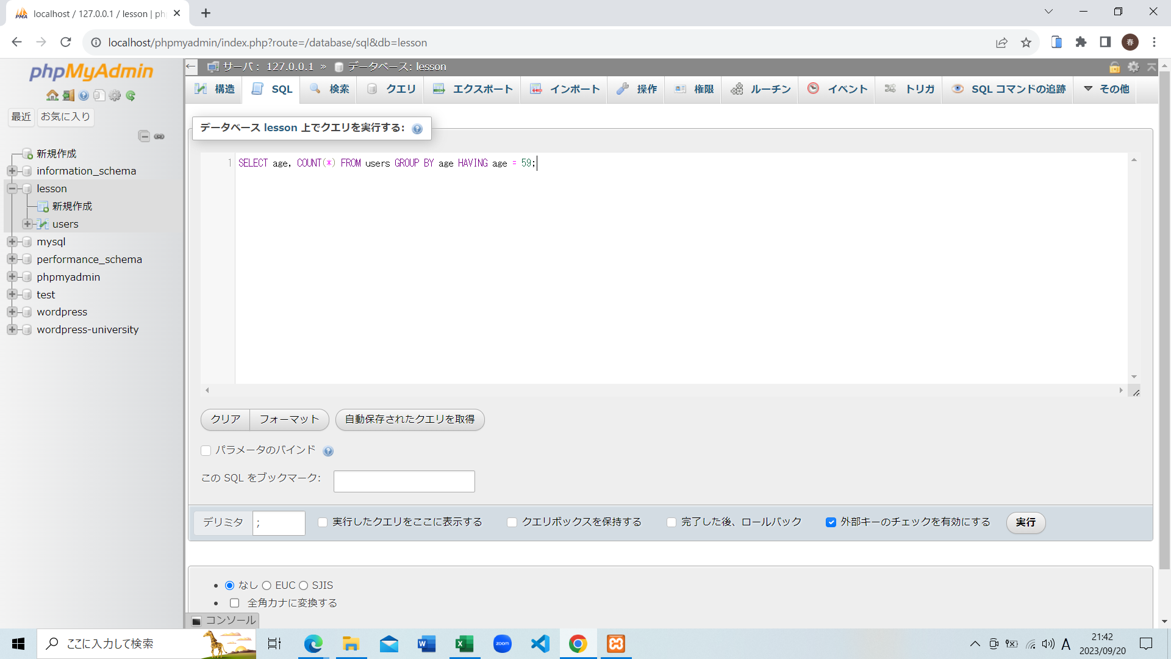 localhost / 127.0.0.1 / lesson | ph
localhost/phpmyadmin/index.php?route=/database/sql&db=lesson
春
phpMyAdmin
最近 お気に入り
新規作成
information_schema
lesson
新規作成
users
mysql
performance_schema
phpmyadmin
test
wordpress
wordpress-university
サーバ： 127.0.0.1 » データベース: lesson
構造 SQL 検索 クエリ エクスポート インポート 操作 権限 ルーチン イベント トリガ SQL コマンドの追跡 その他
データベース lesson 上でクエリを実行する:
1 SELECT age, COUNT(*) FROM users GROUP BY age HAVING age = 59;
クリア フォーマット 自動保存されたクエリを取得
パラメータのバインド
この SQL をブックマーク:
デリミタ ; 実行したクエリをここに表示する クエリボックスを保持する 完了した後、ロールバック 外部キーのチェックを有効にする 実行
なし EUC SJIS
全角カナに変換する
コンソール
ここに入力して検索
zoom
A
21:42
2023/09/20